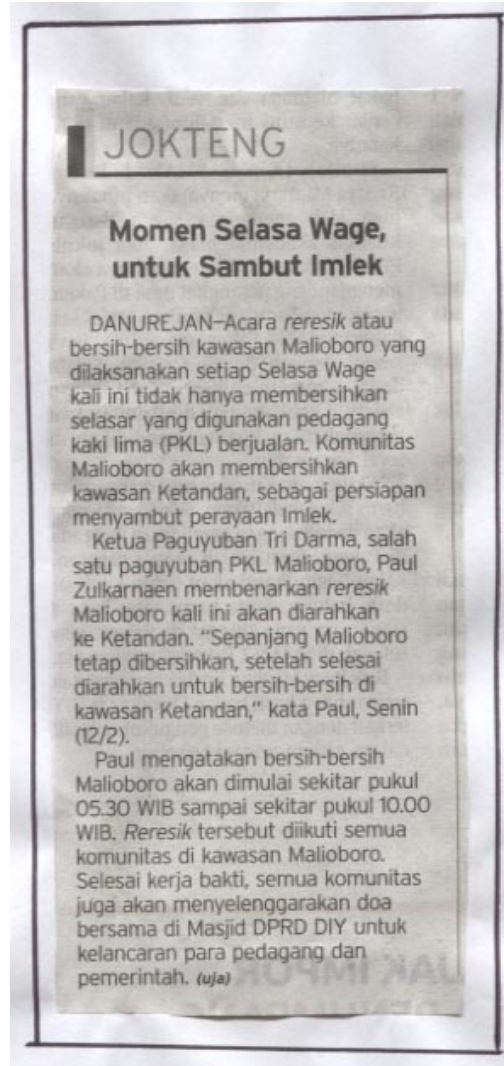 JOKTENG
Momen Selasa Wage,
untuk Sambut Imlek
DANUREJAN–Acara reresik atau
bersih-bersih kawasan Malioboro yang
dilaksanakan setiap Selasa Wage
kali ini tidak hanya membersihkan
selasar yang digunakan pedagang
kaki lima (PKL) berjualan. Komunitas
Malioboro akan membersihkan
kawasan Ketandan, sebagai persiapan
menyambut perayaan Imlek.
Ketua Paguyuban Tri Darma, salah
satu paguyuban PKL Malioboro, Paul
Zulkarnaen membenarkan reresik
Malioboro kali ini akan diarahkan
ke Ketandan. “Sepanjang Malioboro
tetap dibersihkan, setelah selesai
diarahkan untuk bersih-bersih di
kawasan Ketandan,” kata Paul, Senin
(12/2).
Paul mengatakan bersih-bersih
Malioboro akan dimulai sekitar pukul
05.30 WIB sampai sekitar pukul 10.00
WIB. Reresik tersebut diikuti semua
komunitas di kawasan Malioboro.
Selesai kerja bakti, semua komunitas
juga akan menyelenggarakan doa
bersama di Masjid DPRD DIY untuk
kelancaran para pedagang dan
pemerintah. (uja)